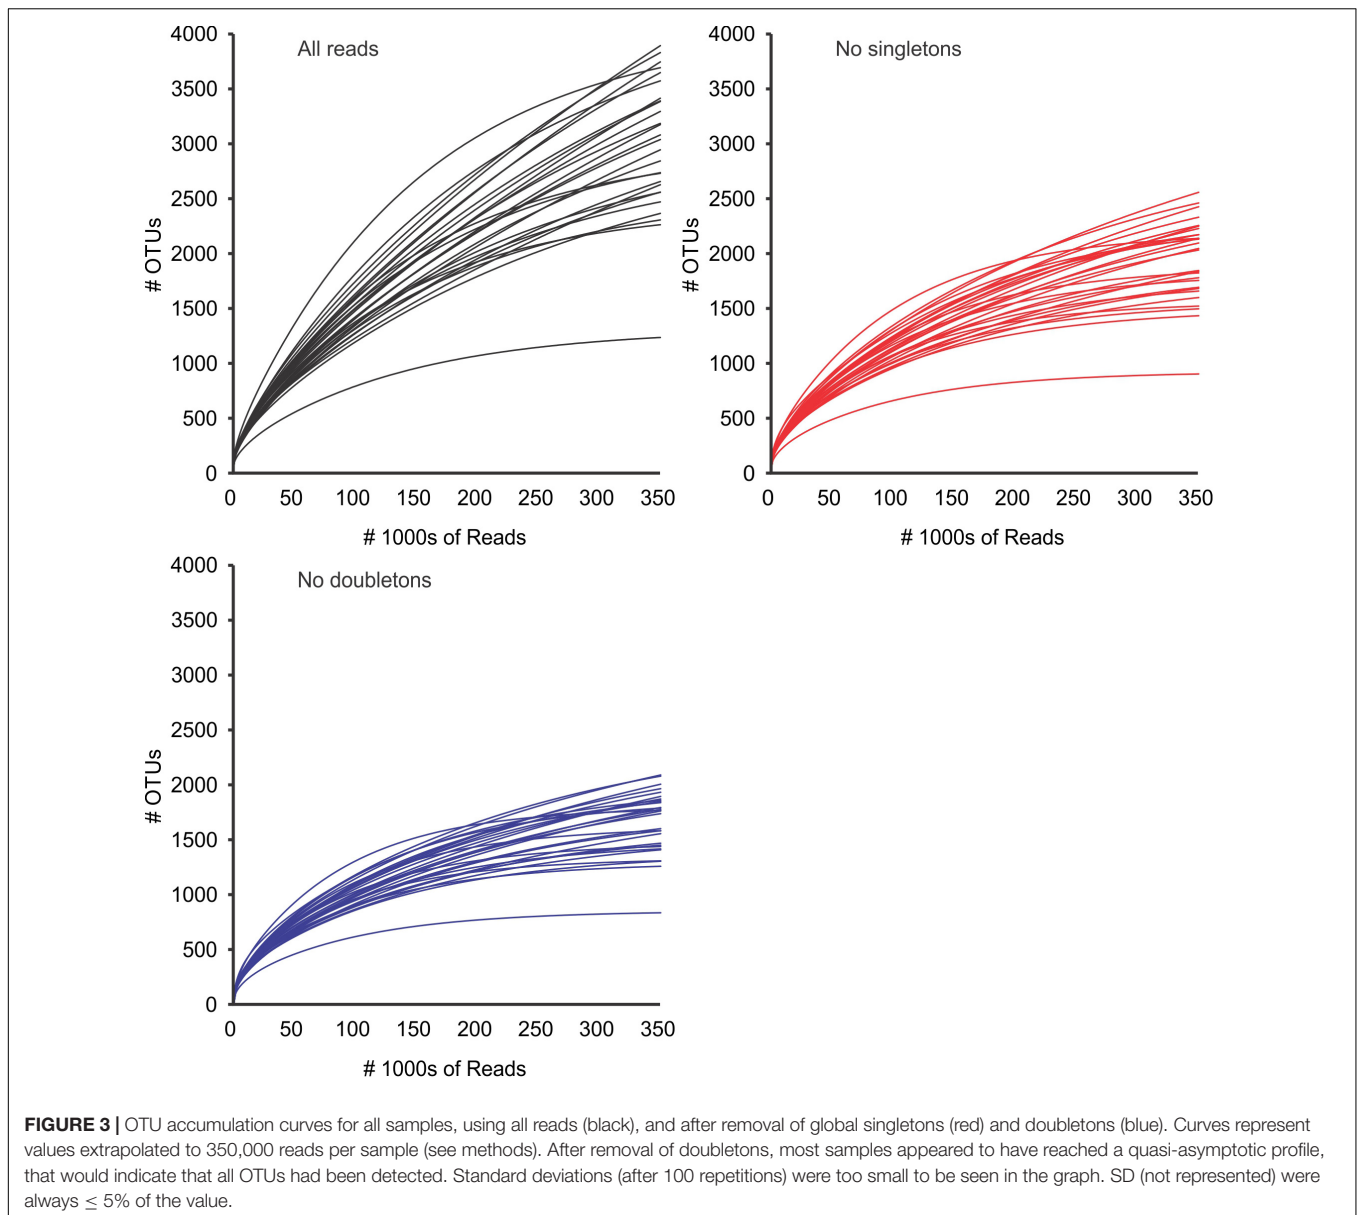 All reads
4000
3500
3000
2500
2000
1500
1000
500
0
# OTUs
0 50 100 150 200 250 300 350
# 1000s of Reads
No singletons
4000
3500
3000
2500
2000
1500
1000
500
0
# OTUs
0 50 100 150 200 250 300 350
# 1000s of Reads
No doubletons
4000
3500
3000
2500
2000
1500
1000
500
0
# OTUs
0 50 100 150 200 250 300 350
# 1000s of Reads
FIGURE 3 | OTU accumulation curves for all samples, using all reads (black), and after removal of global singletons (red) and doubletons (blue). Curves represent
values extrapolated to 350,000 reads per sample (see methods). After removal of doubletons, most samples appeared to have reached a quasi-asymptotic profile,
that would indicate that all OTUs had been detected. Standard deviations (after 100 repetitions) were too small to be seen in the graph. SD (not represented) were
always ≤ 5% of the value.